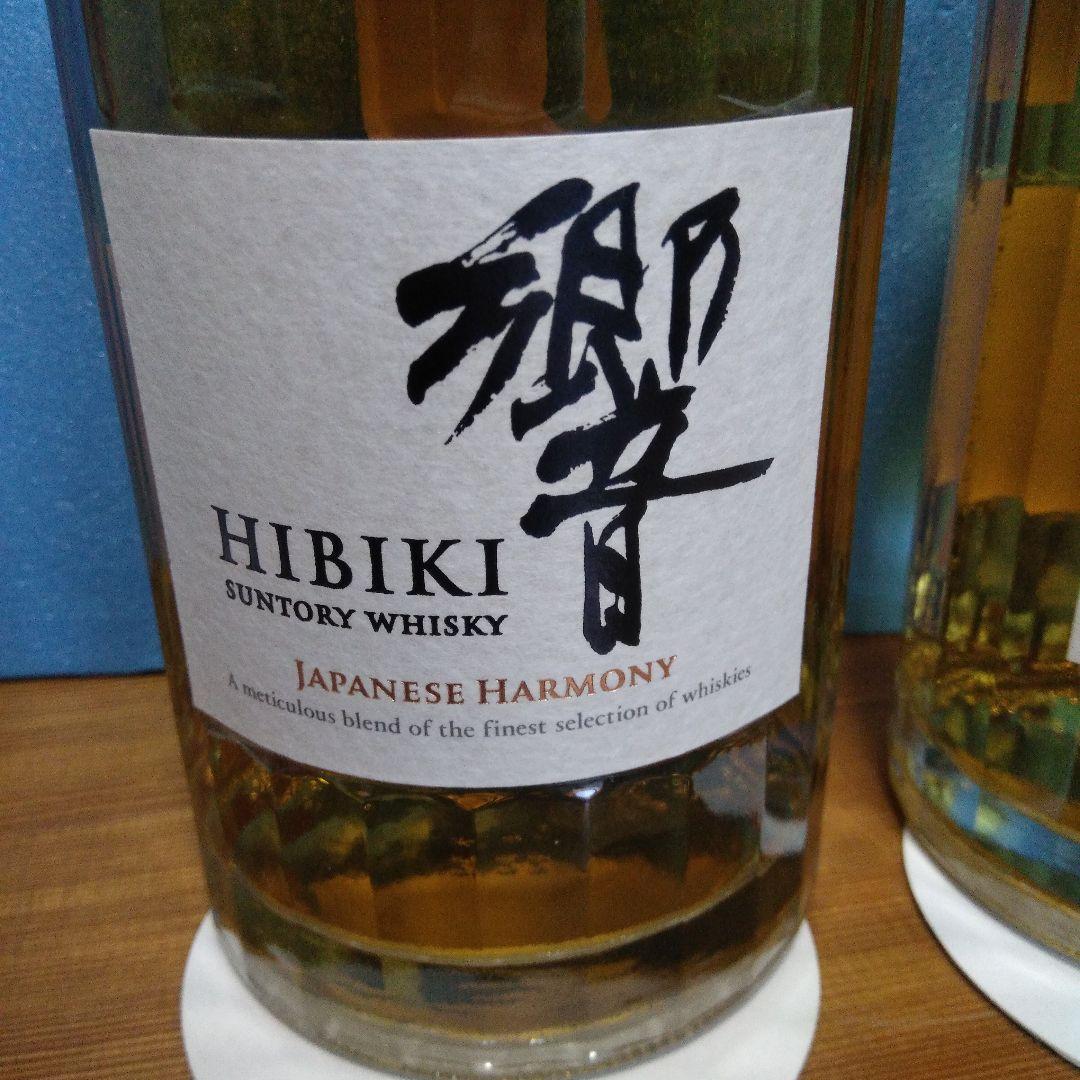 響
HIBIKI
SUNTORY WHISKY
JAPANESE HARMONY
A meticulous blend of the finest selection of whiskies